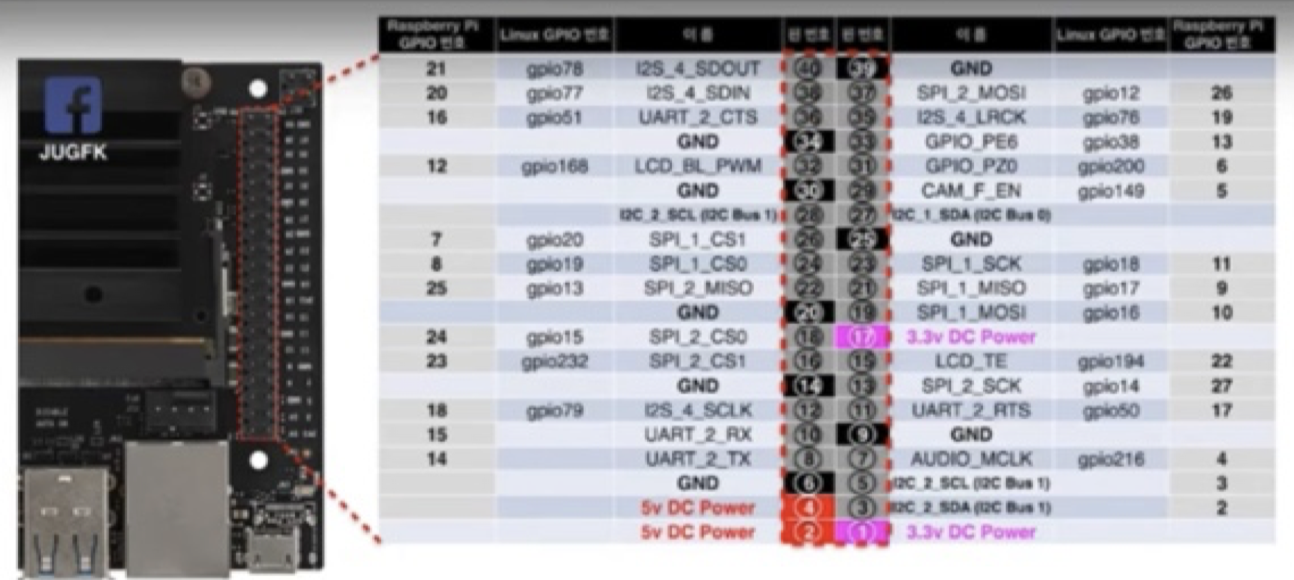 JUGFK
Raspberry Pi GPIO 번호 Linux GPIO 번호 이 름 핀 번호 핀 번호 이 름 Linux GPIO 번호 Raspberry Pi GPIO 번호
21 gpio78 I2S_4_SDOUT 40 39 GND
20 gpio77 I2S_4_SDIN 38 37 SPI_2_MOSI gpio12 26
16 gpio51 UART_2_CTS 36 35 I2S_4_LRCK gpio76 19
GND 34 33 GPIO_PE6 gpio38 13
12 gpio168 LCD_BL_PWM 32 31 GPIO_PZ0 gpio200 6
GND 30 29 CAM_F_EN gpio149 5
I2C_2_SCL (I2C Bus 1) 28 27 I2C_1_SDA (I2C Bus 0)
7 gpio20 SPI_1_CS1 26 25 GND
8 gpio19 SPI_1_CS0 24 23 SPI_1_SCK gpio18 11
25 gpio13 SPI_2_MISO 22 21 SPI_1_MISO gpio17 9
GND 20 19 SPI_1_MOSI gpio16 10
24 gpio15 SPI_2_CS0 18 17 3.3v DC Power
23 gpio232 SPI_2_CS1 16 15 LCD_TE gpio194 22
GND 14 13 SPI_2_SCK gpio14 27
18 gpio79 I2S_4_SCLK 12 11 UART_2_RTS gpio50 17
15 UART_2_RX 10 9 GND
14 UART_2_TX 8 7 AUDIO_MCLK gpio216 4
GND 6 5 I2C_2_SCL (I2C Bus 1) 3
5v DC Power 4 3 I2C_2_SDA (I2C Bus 1) 2
5v DC Power 2 1 3.3v DC Power